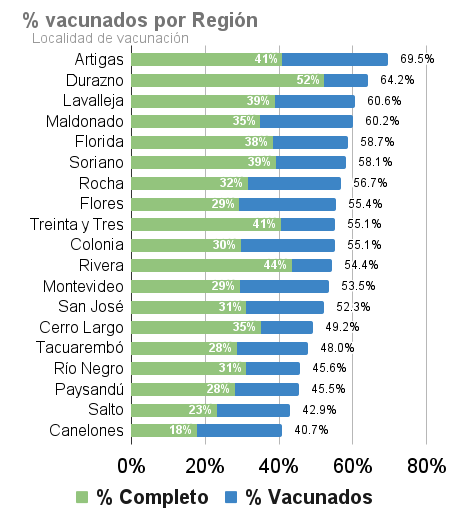 % vacunados por Región
Localidad de vacunación
Artigas 41% 69.5%
Durazno 52% 64.2%
Lavalleja 39% 60.6%
Maldonado 35% 60.2%
Florida 38% 58.7%
Soriano 39% 58.1%
Rocha 32% 56.7%
Flores 29% 55.4%
Treinta y Tres 41% 55.1%
Colonia 30% 55.1%
Rivera 44% 54.4%
Montevideo 29% 53.5%
San José 31% 52.3%
Cerro Largo 35% 49.2%
Tacuarembó 28% 48.0%
Río Negro 31% 45.6%
Paysandú 28% 45.5%
Salto 23% 42.9%
Canelones 18% 40.7%
0% 20% 40% 60% 80%
% Completo % Vacunados